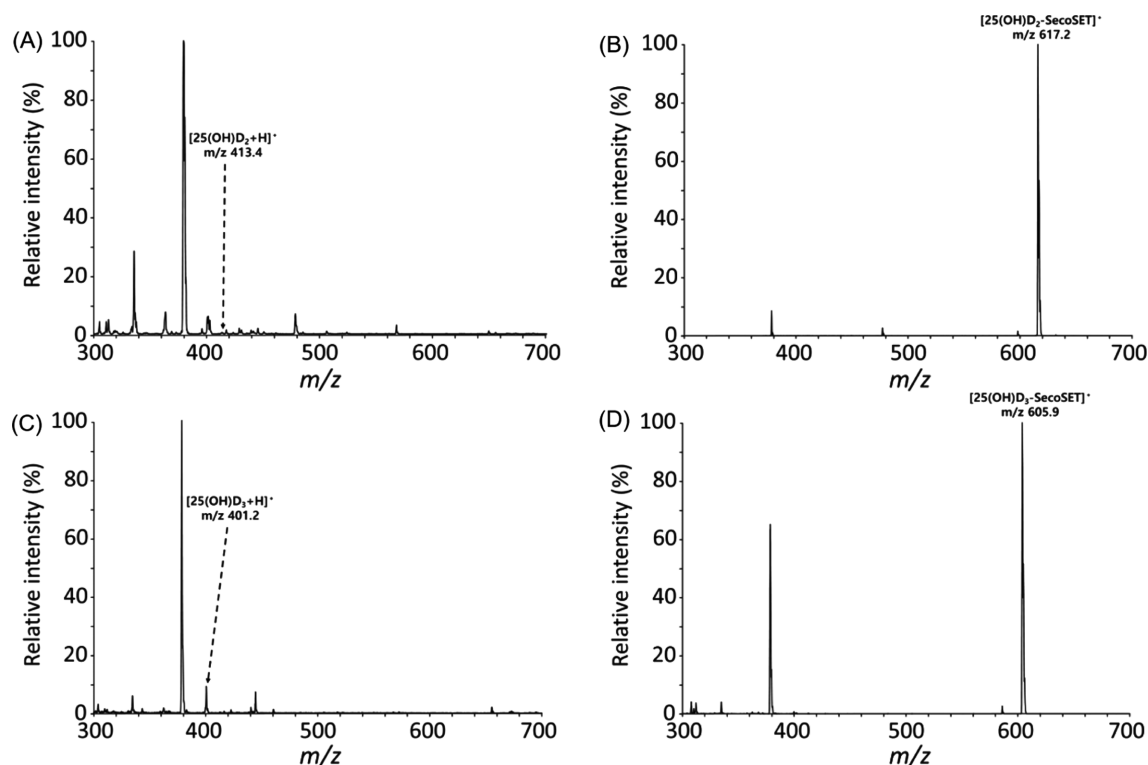 (A)
Relative intensity (%)
100
80
60
40
20
0
[25(OH)D₂+H]⁺
m/z 413.4
300
400
500
600
700
m/z
(B)
Relative intensity (%)
100
80
60
40
20
0
[25(OH)D₂-SecoSET]⁺
m/z 617.2
300
400
500
600
700
m/z
(C)
Relative intensity (%)
100
80
60
40
20
0
[25(OH)D₃+H]⁺
m/z 401.2
300
400
500
600
700
m/z
(D)
Relative intensity (%)
100
80
60
40
20
0
[25(OH)D₃-SecoSET]⁺
m/z 605.9
300
400
500
600
700
m/z